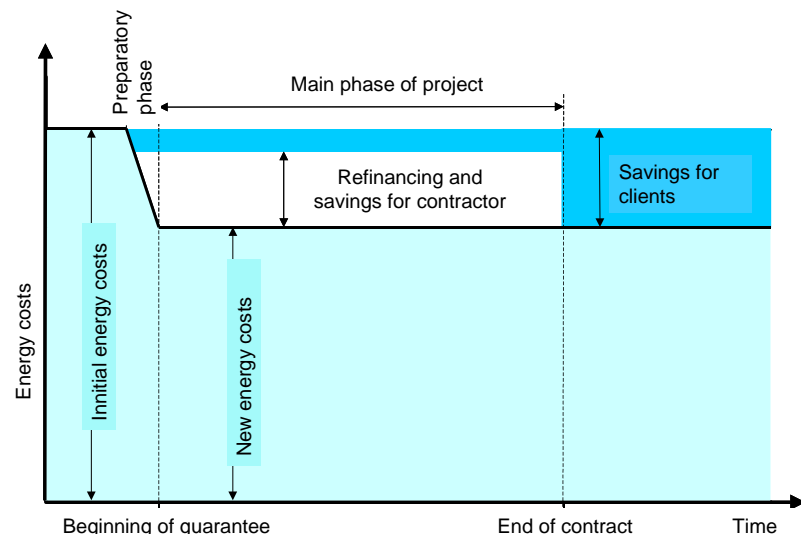 Preparatory
phase
Main phase of project
Refinancing and
savings for contractor
Savings for
clients
Energy costs
Innitial energy costs
New energy costs
Beginning of guarantee
End of contract
Time